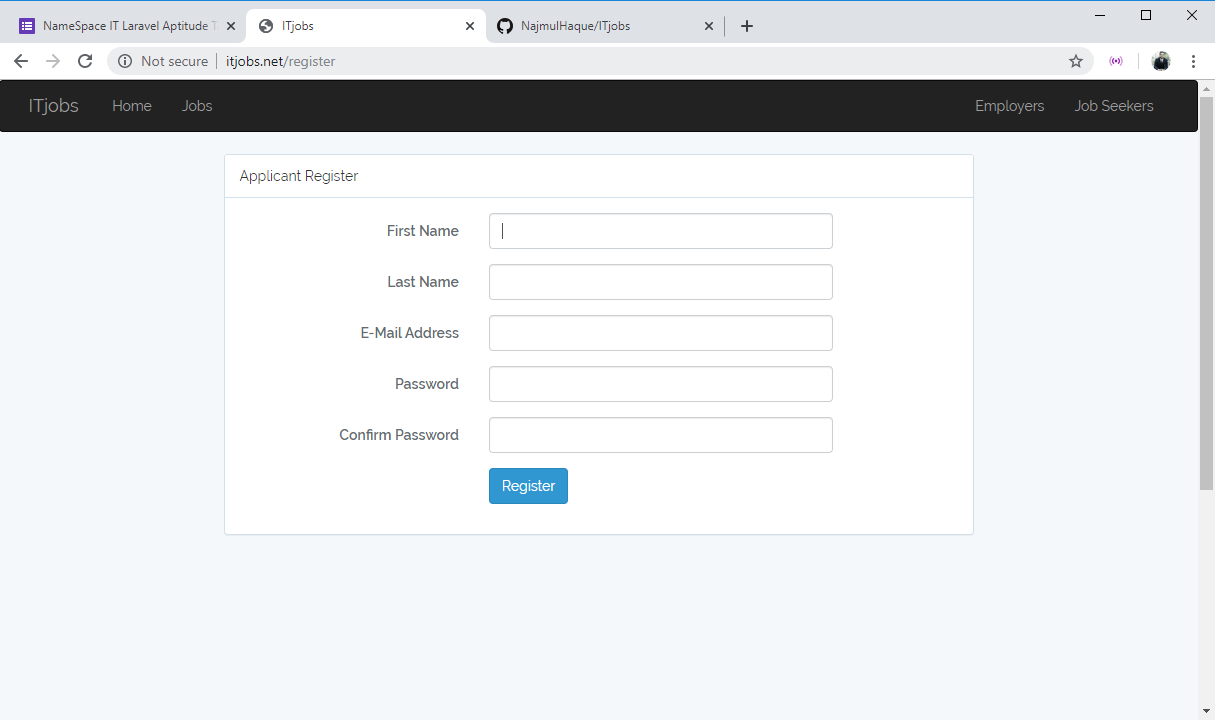 NameSpace IT Laravel Aptitude
ITjobs
NajmulHaque/ITjobs
Not secure
itjobs.net/register
ITjobs Home Jobs Employers Job Seekers
Applicant Register
First Name
Last Name
E-Mail Address
Password
Confirm Password
Register